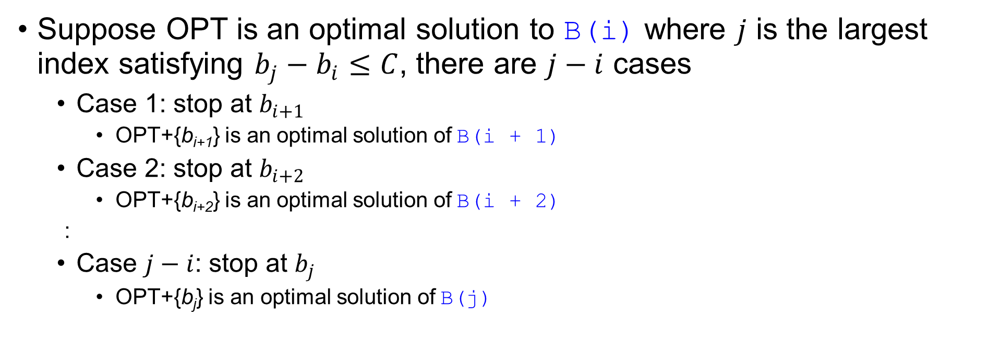 • Suppose OPT is an optimal solution to B(i) where j is the largest
index satisfying b_j − b_i ≤ C, there are j − i cases
• Case 1: stop at b_{i+1}
• OPT+{b_{i+1}} is an optimal solution of B(i + 1)
• Case 2: stop at b_{i+2}
• OPT+{b_{i+2}} is an optimal solution of B(i + 2)
:
• Case j − i: stop at b_j
• OPT+{b_j} is an optimal solution of B(j)